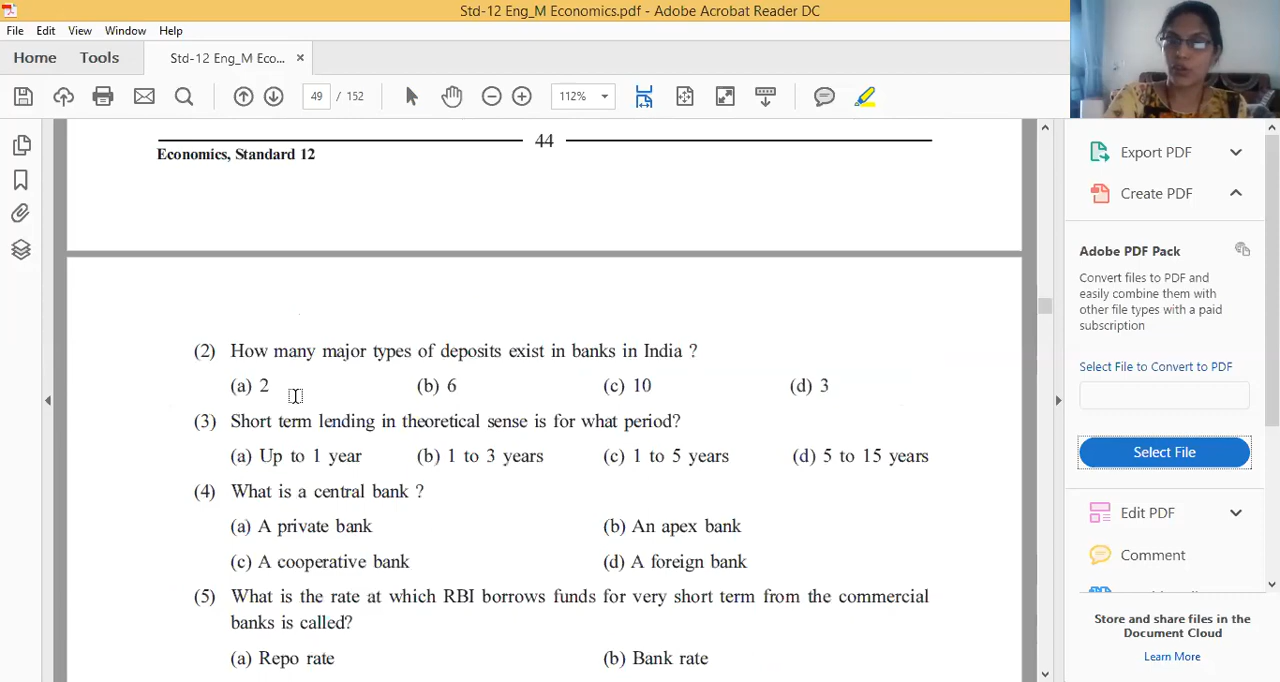 Std-12 Eng_M Economics.pdf - Adobe Acrobat Reader DC
File Edit View Window Help
Home Tools Std-12 Eng_M Eco... ×
49 / 152 112%
44
Economics, Standard 12
(2) How many major types of deposits exist in banks in India ?
(a) 2 (b) 6 (c) 10 (d) 3
(3) Short term lending in theoretical sense is for what period?
(a) Up to 1 year (b) 1 to 3 years (c) 1 to 5 years (d) 5 to 15 years
(4) What is a central bank ?
(a) A private bank (b) An apex bank
(c) A cooperative bank (d) A foreign bank
(5) What is the rate at which RBI borrows funds for very short term from the commercial
banks is called?
(a) Repo rate (b) Bank rate
Export PDF
Create PDF
Adobe PDF Pack
Convert files to PDF and
easily combine them with
other file types with a paid
subscription
Select File to Convert to PDF
Select File
Edit PDF
Comment
Store and share files in the
Document Cloud
Learn More